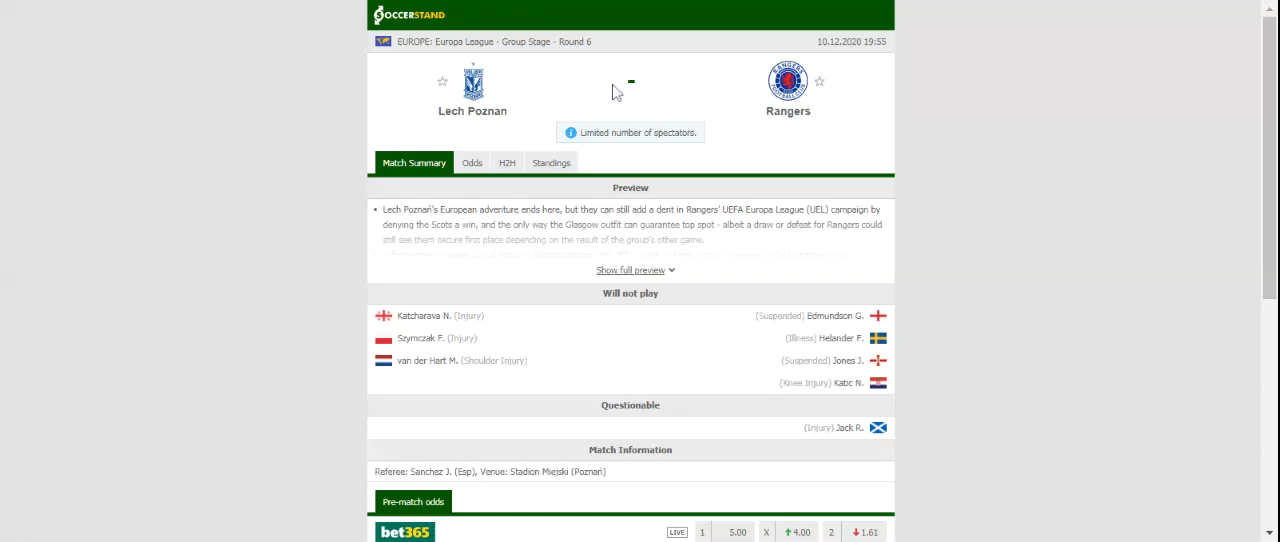 SOCCERSTAND
EUROPE: Europa League - Group Stage - Round 6
10.12.2020 19:55
-
Lech Poznan
Rangers
Limited number of spectators.
Match Summary
Odds
H2H
Standings
Preview
• Lech Poznań's European adventure ends here, but they can still add a dent in Rangers' UEFA Europa League (UEL) campaign by
denying the Scots a win, and the only way the Glasgow outfit can guarantee top spot - albeit a draw or defeat for Rangers could
still see them secure first place depending on the result of the group's other game.
Show full preview
Will not play
Katcharava N. (Injury)
(Suspended) Edmundson G.
Szymczak F. (Injury)
(Illness) Helander F.
van der Hart M. (Shoulder Injury)
(Suspended) Jones J.
(Knee Injury) Katic N.
Questionable
(Injury) Jack R.
Match Information
Referee: Sanchez J. (Esp), Venue: Stadion Miejski (Poznań)
Pre-match odds
bet365
LIVE
1 5.00
X 4.00
2 1.61